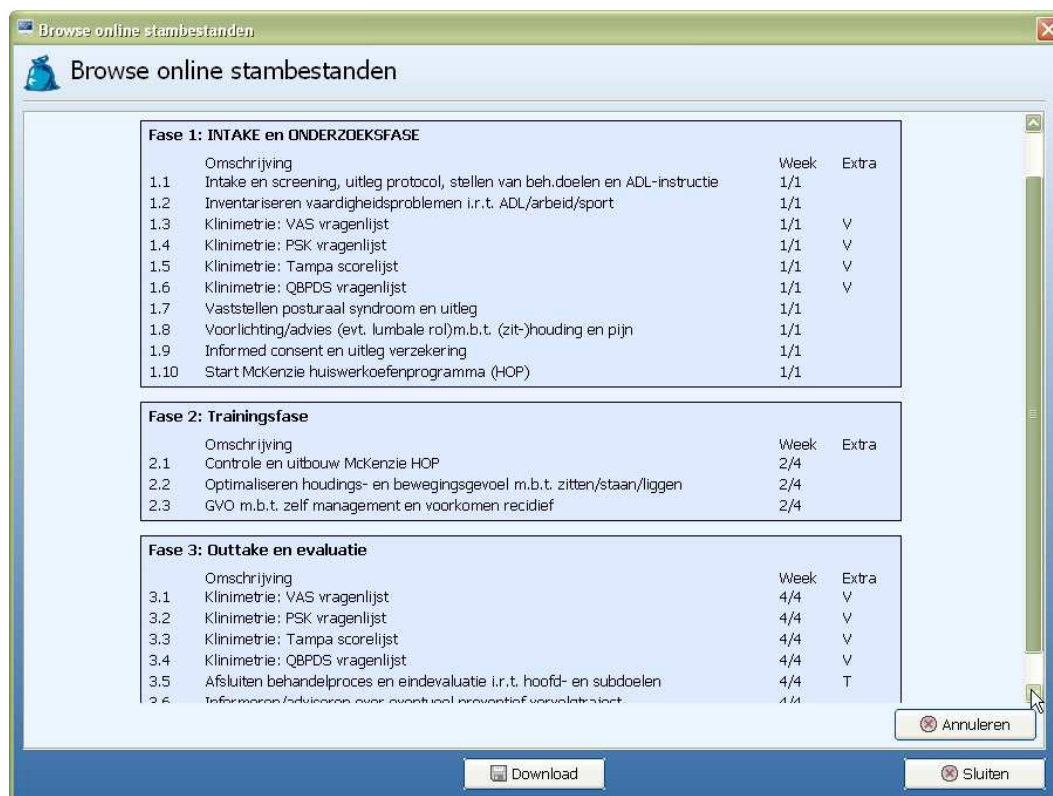 Browse online stambestanden
Browse online stambestanden
Fase 1: INTAKE en ONDERZOEKSFASE
Omschrijving Week Extra
1.1 Intake en screening, uitleg protocol, stellen van beh.doelen en ADL-instructie 1/1
1.2 Inventariseren vaardigheidsproblemen i.r.t. ADL/arbeid/sport 1/1
1.3 Klinimetrie: VAS vragenlijst 1/1 V
1.4 Klinimetrie: PSK vragenlijst 1/1 V
1.5 Klinimetrie: Tampa scorelijst 1/1 V
1.6 Klinimetrie: QBPDS vragenlijst 1/1 V
1.7 Vaststellen posturaal syndroom en uitleg 1/1
1.8 Voorlichting/advies (evt. lumbale rol)m.b.t. (zit-)houding en pijn 1/1
1.9 Informed consent en uitleg verzekering 1/1
1.10 Start McKenzie huiswerkoefenprogramma (HOP) 1/1
Fase 2: Trainingsfase
Omschrijving Week Extra
2.1 Controle en uitbouw McKenzie HOP 2/4
2.2 Optimaliseren houdings- en bewegingsgevoel m.b.t. zitten/staan/liggen 2/4
2.3 GVO m.b.t. zelf management en voorkomen recidief 2/4
Fase 3: Outtake en evaluatie
Omschrijving Week Extra
3.1 Klinimetrie: VAS vragenlijst 4/4 V
3.2 Klinimetrie: PSK vragenlijst 4/4 V
3.3 Klinimetrie: Tampa scorelijst 4/4 V
3.4 Klinimetrie: QBPDS vragenlijst 4/4 V
3.5 Afsluiten behandelproces en eindevaluatie i.r.t. hoofd- en subdoelen 4/4 T
3.6 Informeren/adviseren over eventueel preventief vervolgtraject 4/4
Annuleren
Download Sluiten